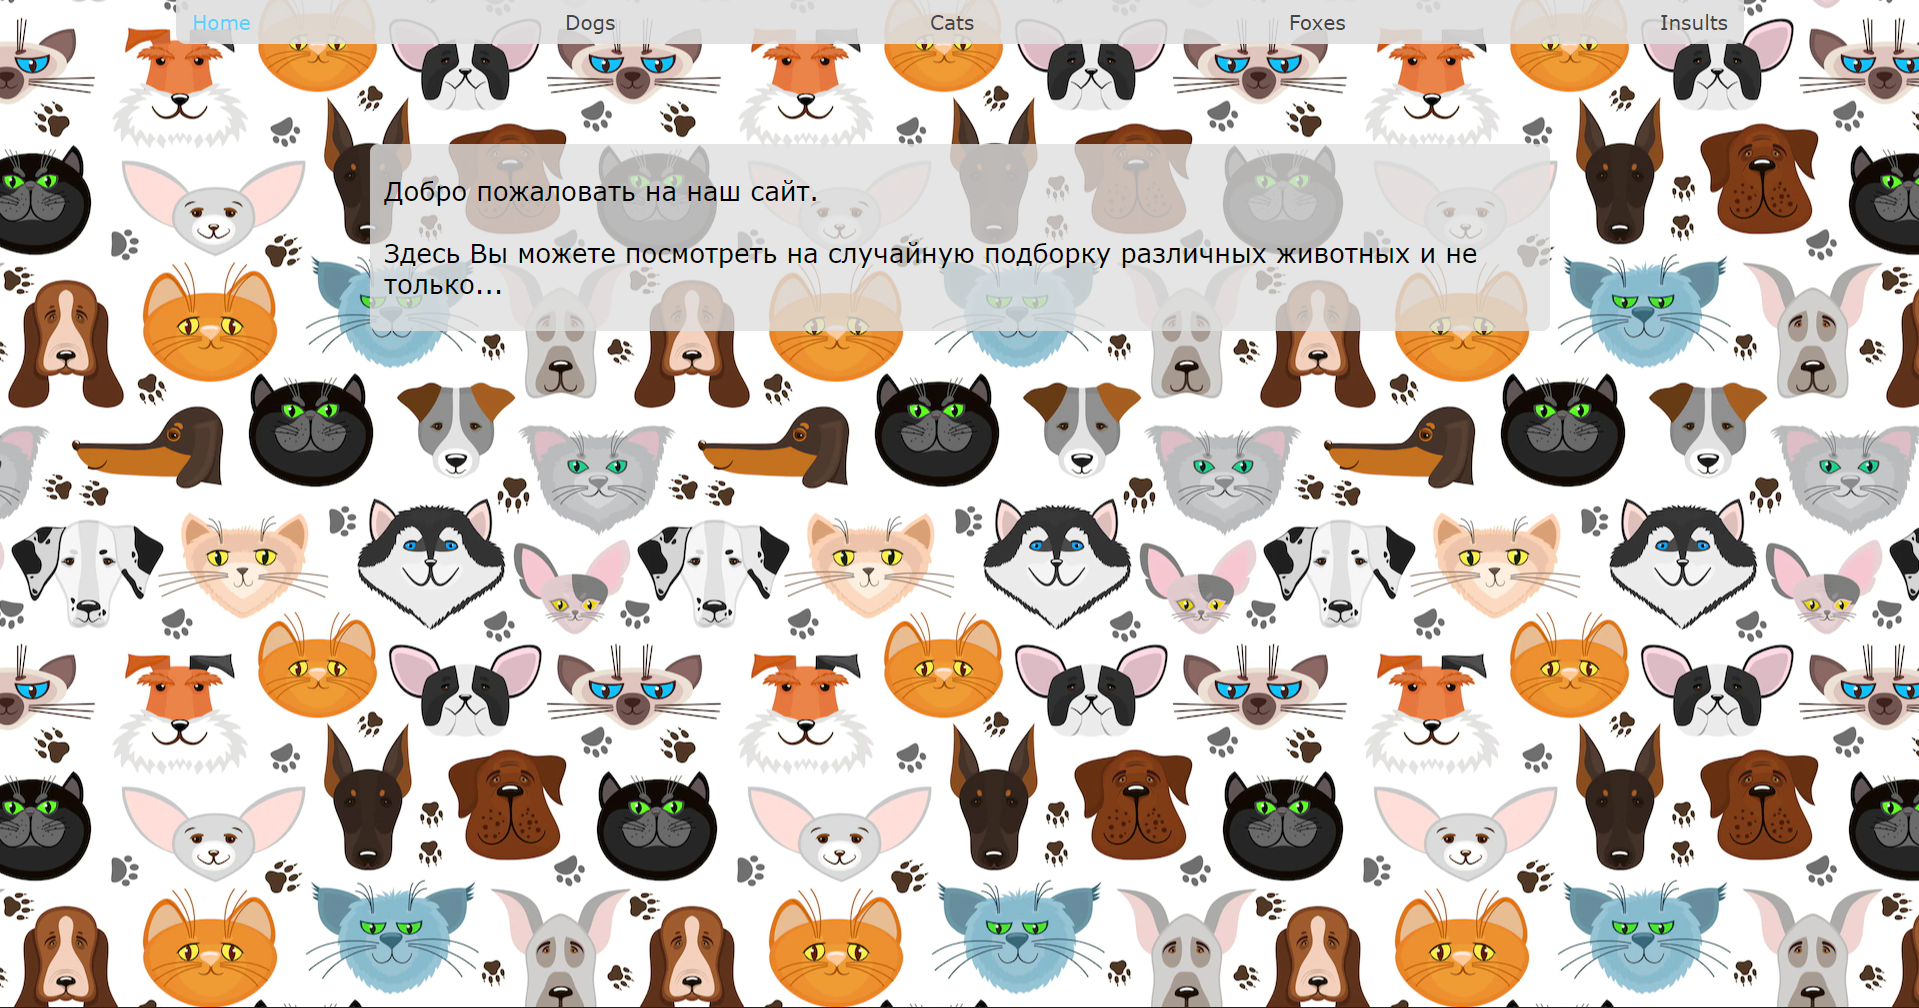 Home Dogs Cats Foxes Insults
Добро пожаловать на наш сайт.
Здесь Вы можете посмотреть на случайную подборку различных животных и не
только...